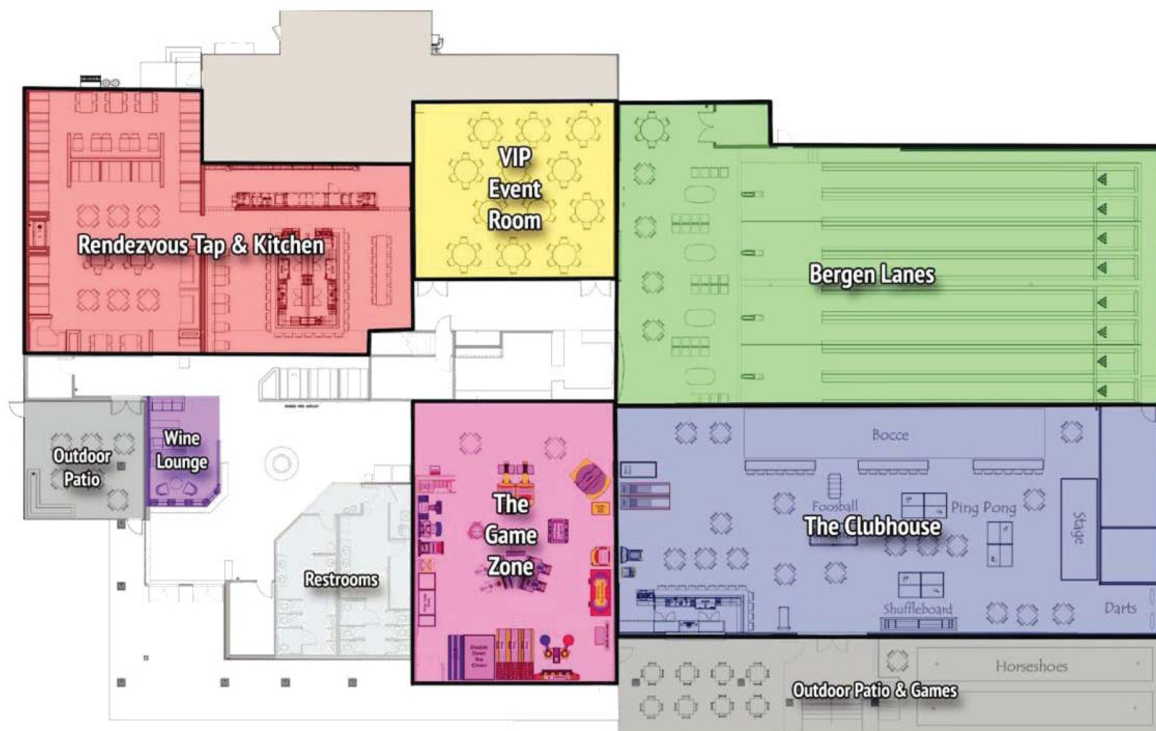 VIP
Event
Room
Rendezvous Tap & Kitchen
Bergen Lanes
Outdoor
Patio
Wine
Lounge
Restrooms
The
Game
Zone
Bocce
Foosball
Ping Pong
The Clubhouse
Stage
Shuffleboard
Darts
Horseshoes
Outdoor Patio & Games